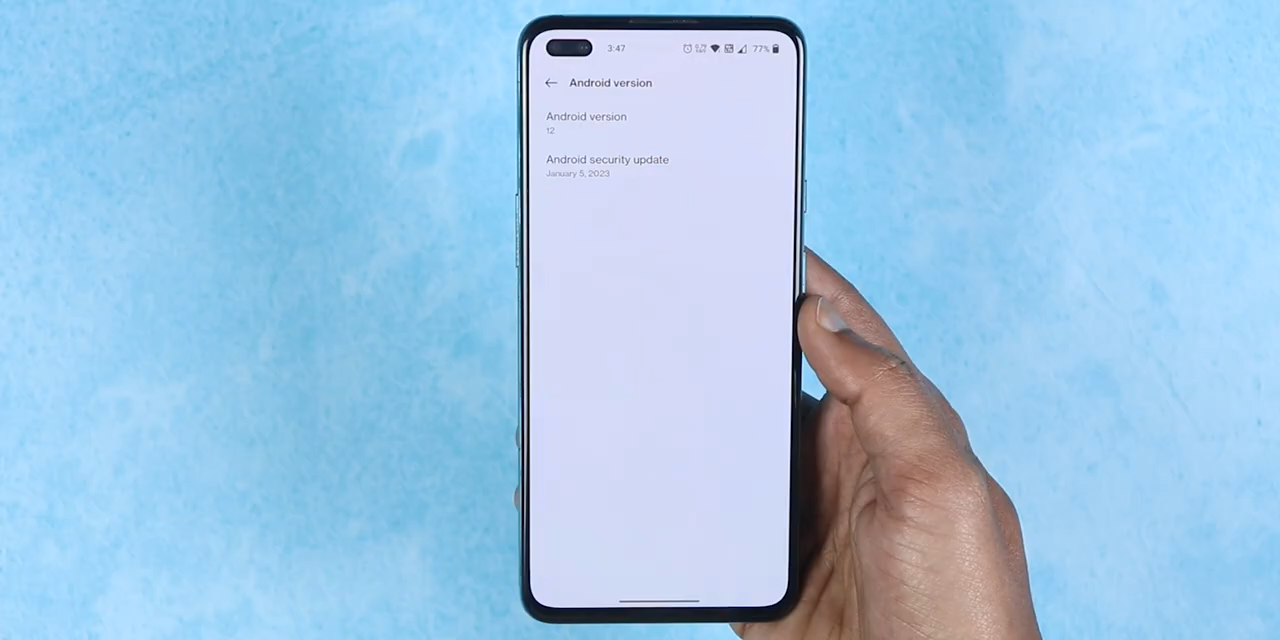 3:47 77%
Android version
Android version
12
Android security update
January 5, 2023